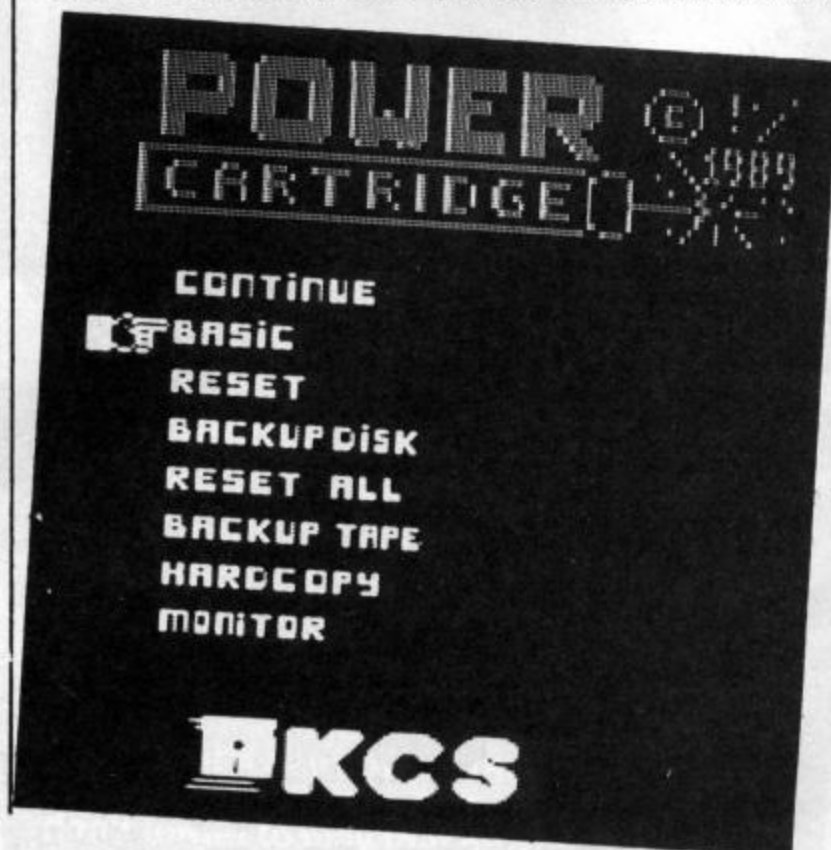 POWER © 1989
CARTRIDGE
CONTINUE
BASIC
RESET
BACKUP DISK
RESET ALL
BACKUP TAPE
HARDCOPY
MONITOR
KCS